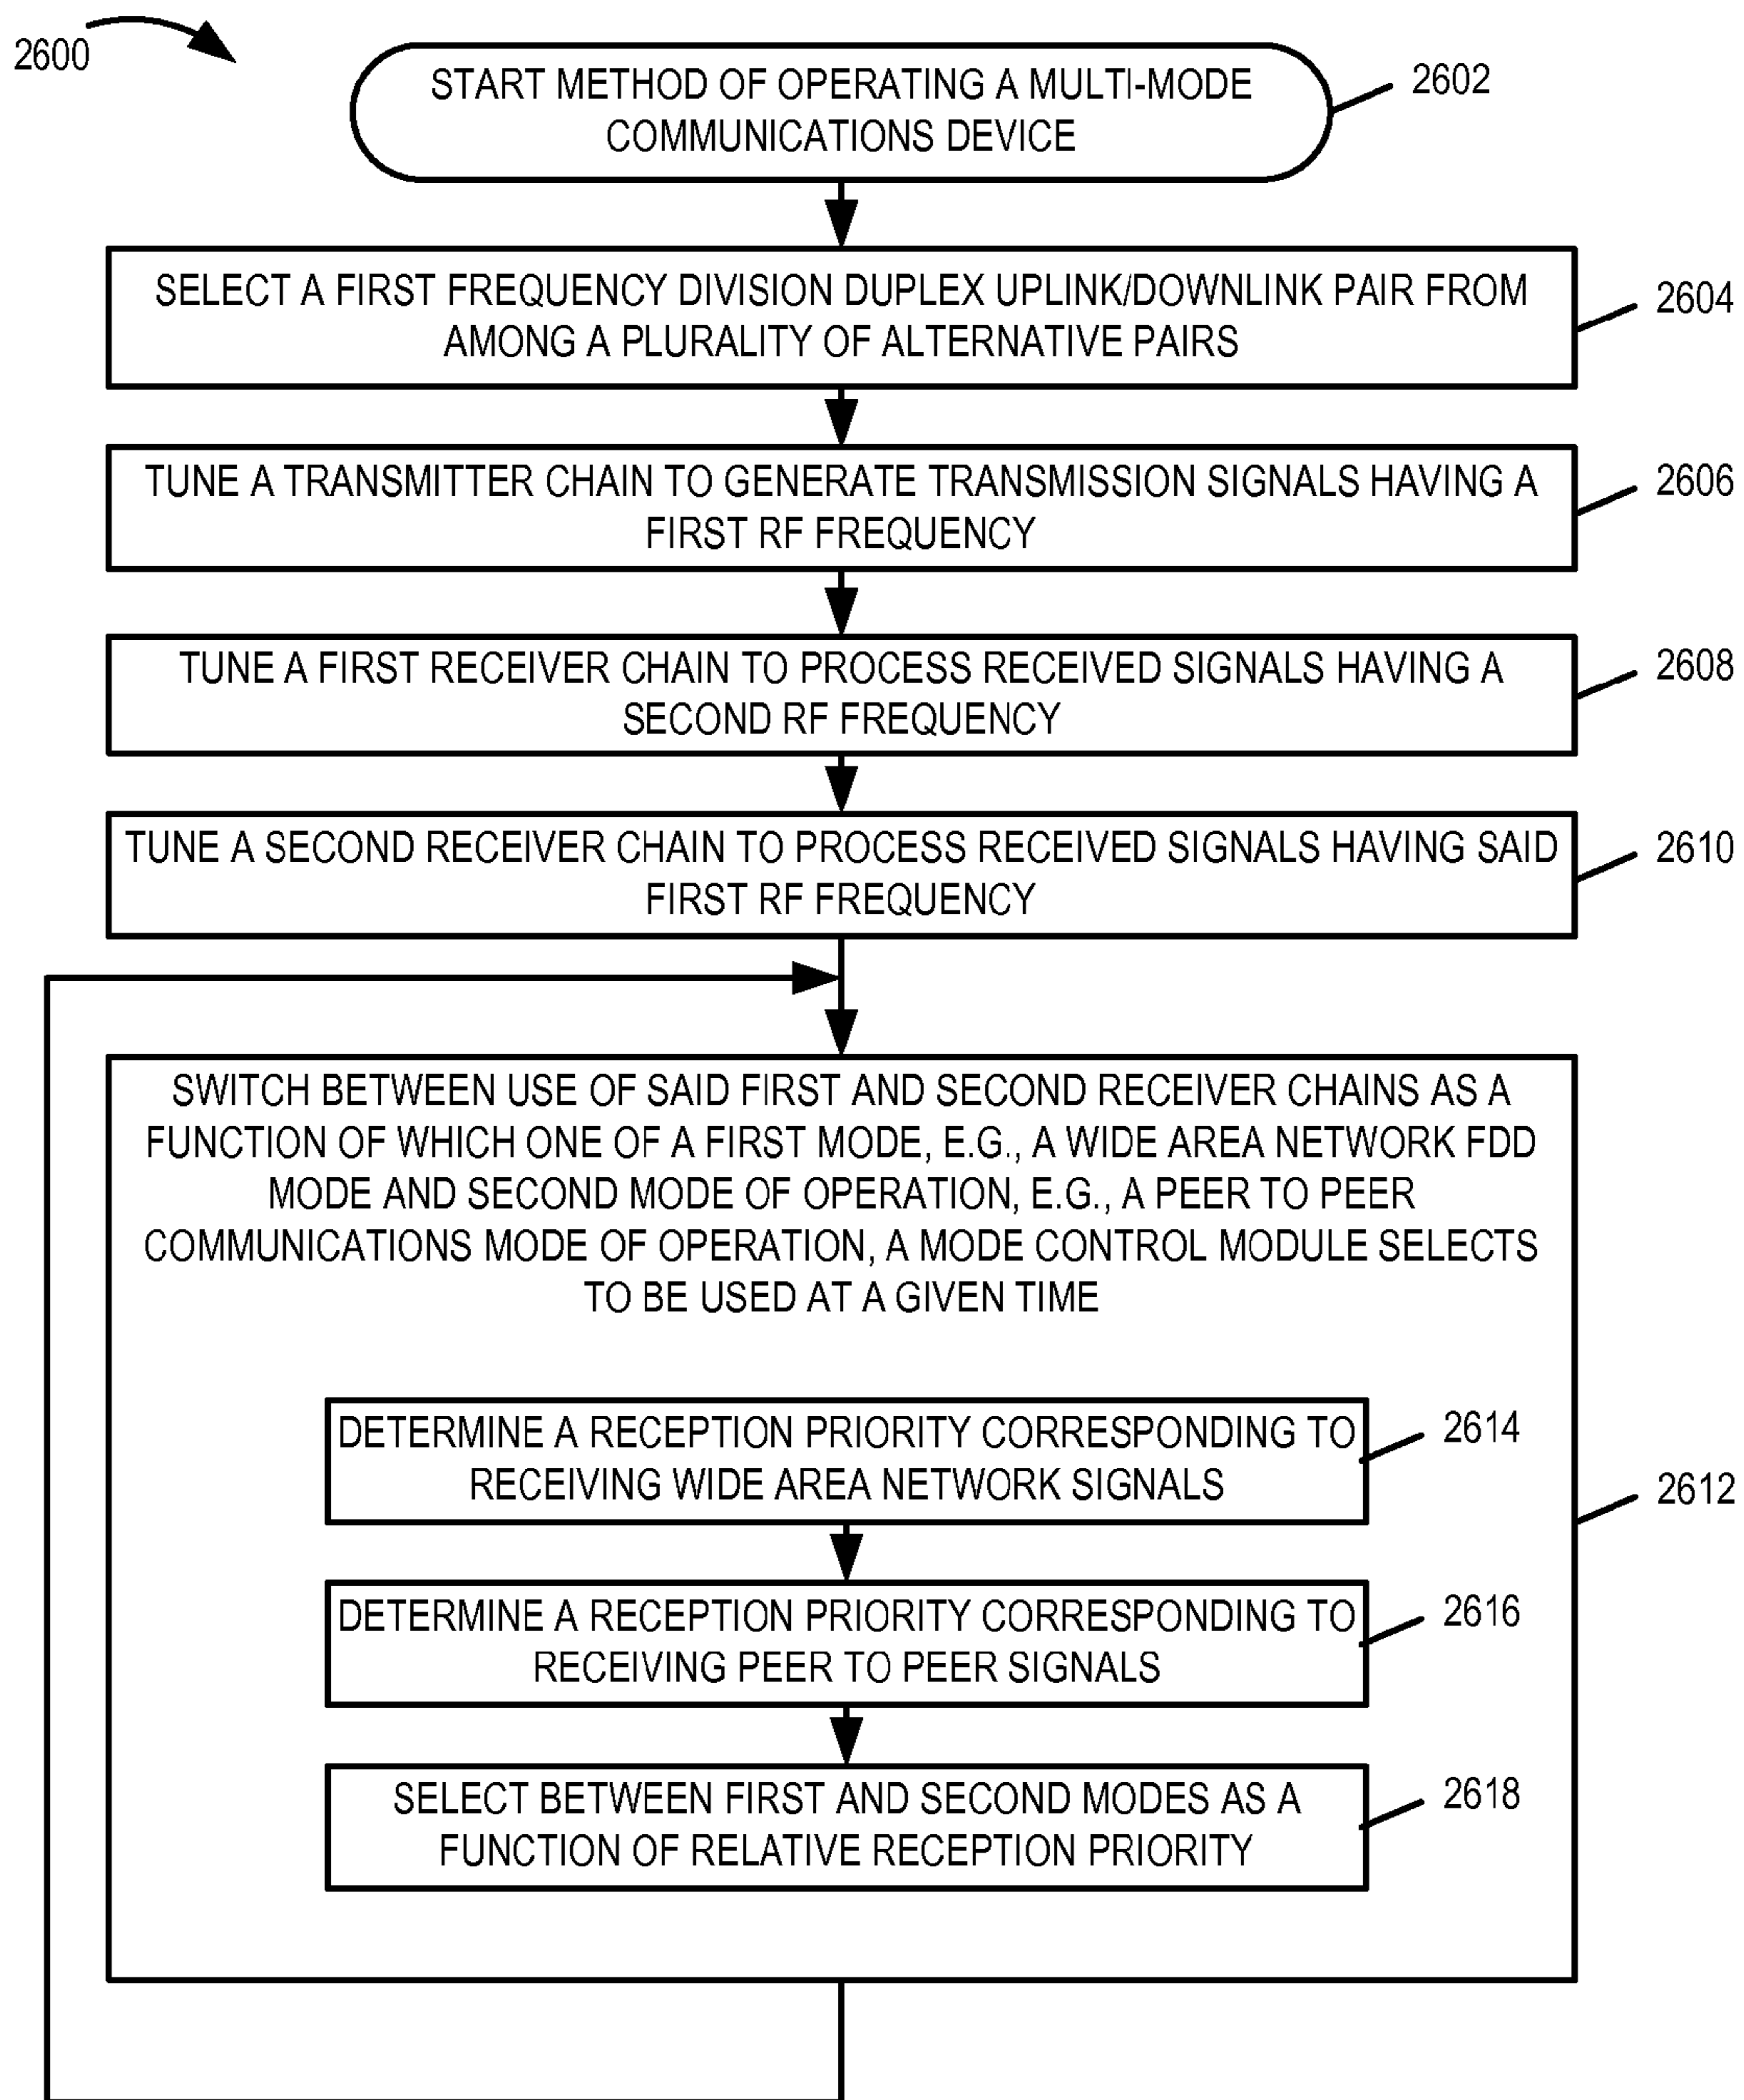 2600
START METHOD OF OPERATING A MULTI-MODE
COMMUNICATIONS DEVICE
2602
SELECT A FIRST FREQUENCY DIVISION DUPLEX UPLINK/DOWNLINK PAIR FROM
AMONG A PLURALITY OF ALTERNATIVE PAIRS
2604
TUNE A TRANSMITTER CHAIN TO GENERATE TRANSMISSION SIGNALS HAVING A
FIRST RF FREQUENCY
2606
TUNE A FIRST RECEIVER CHAIN TO PROCESS RECEIVED SIGNALS HAVING A
SECOND RF FREQUENCY
2608
TUNE A SECOND RECEIVER CHAIN TO PROCESS RECEIVED SIGNALS HAVING SAID
FIRST RF FREQUENCY
2610
SWITCH BETWEEN USE OF SAID FIRST AND SECOND RECEIVER CHAINS AS A
FUNCTION OF WHICH ONE OF A FIRST MODE, E.G., A WIDE AREA NETWORK FDD
MODE AND SECOND MODE OF OPERATION, E.G., A PEER TO PEER
COMMUNICATIONS MODE OF OPERATION, A MODE CONTROL MODULE SELECTS
TO BE USED AT A GIVEN TIME
DETERMINE A RECEPTION PRIORITY CORRESPONDING TO
RECEIVING WIDE AREA NETWORK SIGNALS
2614
2612
DETERMINE A RECEPTION PRIORITY CORRESPONDING TO
RECEIVING PEER TO PEER SIGNALS
2616
SELECT BETWEEN FIRST AND SECOND MODES AS A
FUNCTION OF RELATIVE RECEPTION PRIORITY
2618